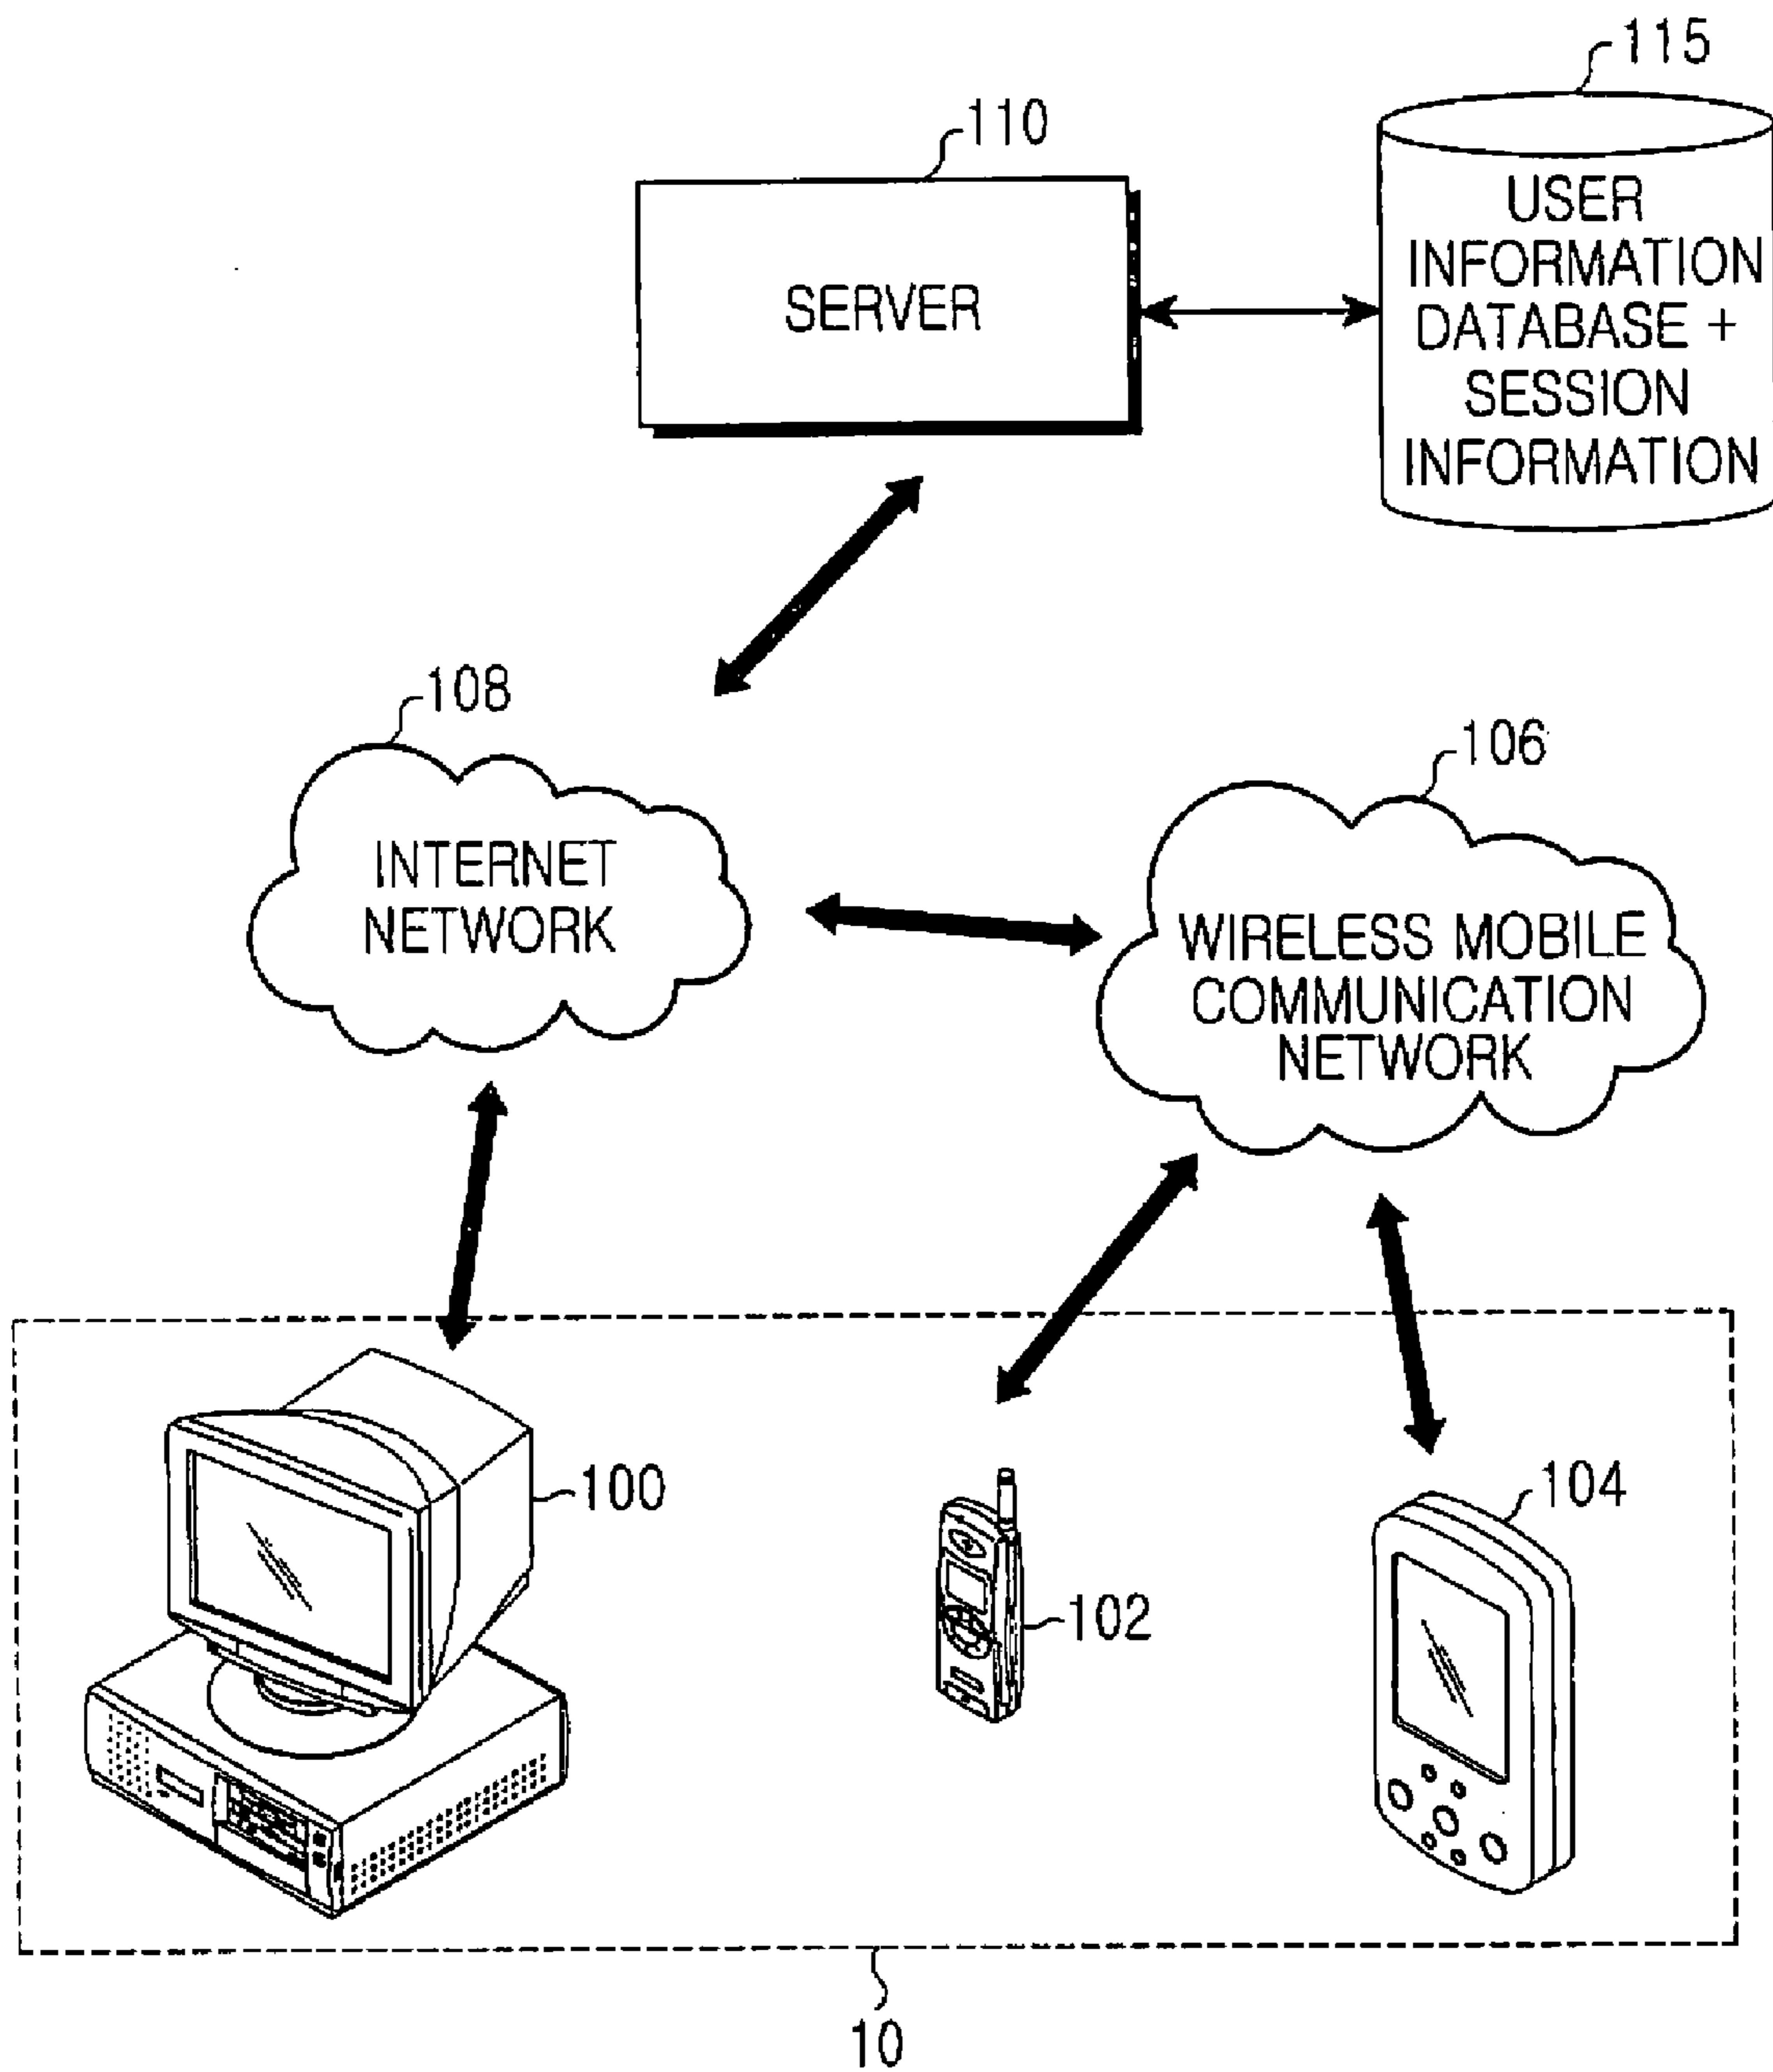 115
110
USER
INFORMATION
DATABASE +
SESSION
INFORMATION
SERVER
108
106
INTERNET
NETWORK
WIRELESS MOBILE
COMMUNICATION
NETWORK
100
104
102
10